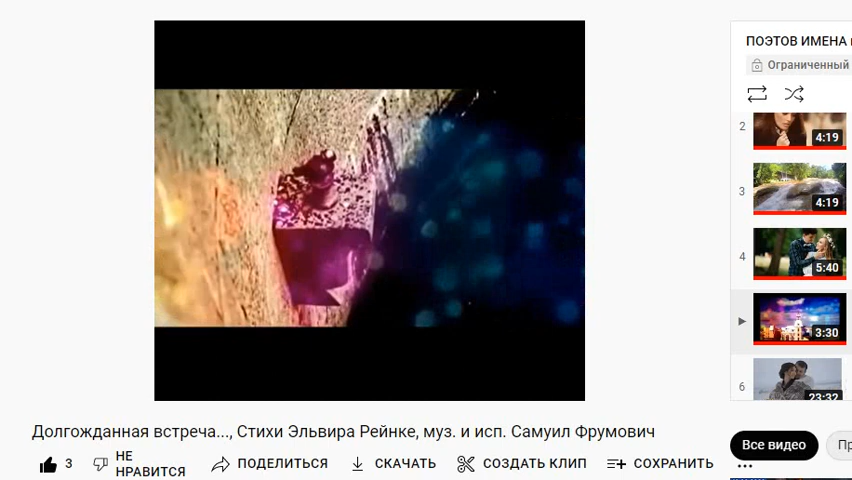 ПОЭТОВ ИМЕНА
Ограниченный
2
4:19
3
4:19
4
5:40
3:30
6
23:32
Долгожданная встреча..., Стихи Эльвира Рейнке, муз. и исп. Самуил Фрумович
3
НЕ
НРАВИТСЯ
ПОДЕЛИТЬСЯ
СКАЧАТЬ
СОЗДАТЬ КЛИП
СОХРАНИТЬ
Все видео